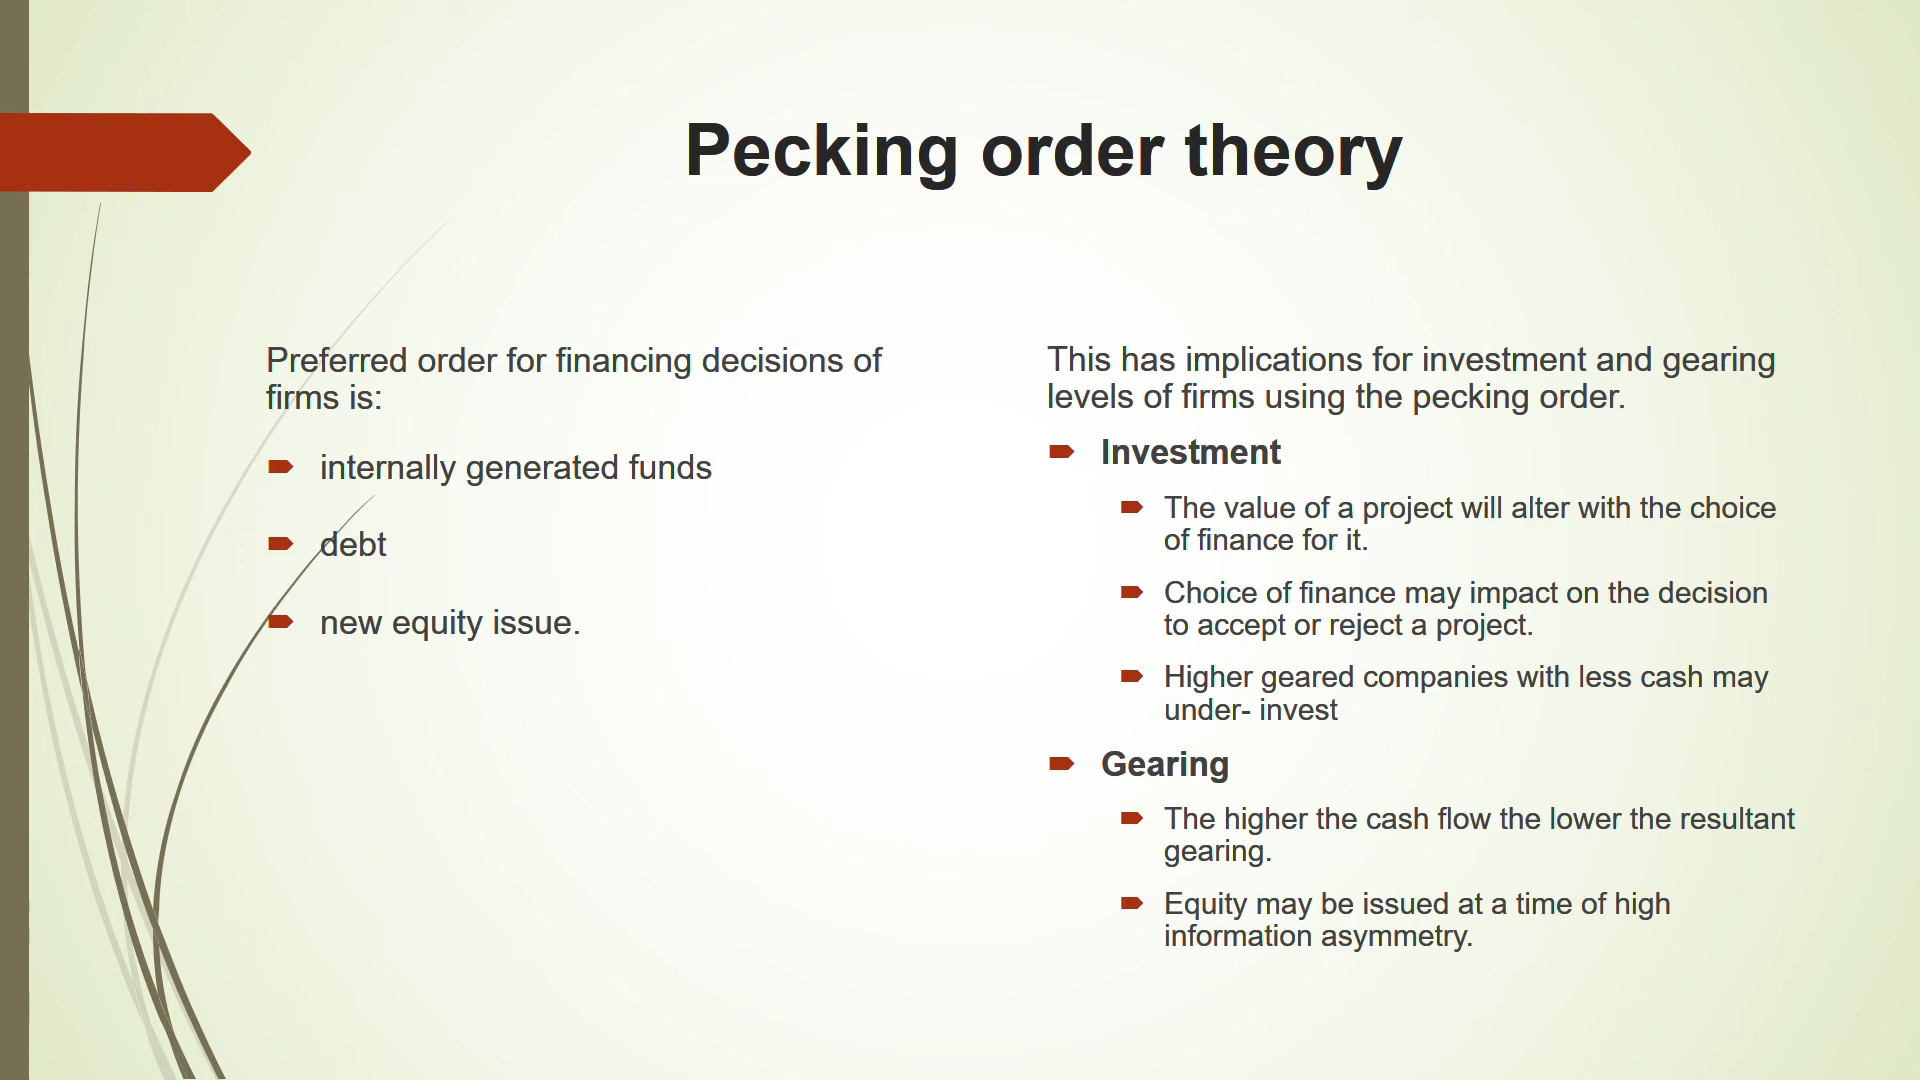 Pecking order theory
Preferred order for financing decisions of
firms is:
internally generated funds
debt
new equity issue.
This has implications for investment and gearing
levels of firms using the pecking order.
Investment
The value of a project will alter with the choice
of finance for it.
Choice of finance may impact on the decision
to accept or reject a project.
Higher geared companies with less cash may
under- invest
Gearing
The higher the cash flow the lower the resultant
gearing.
Equity may be issued at a time of high
information asymmetry.